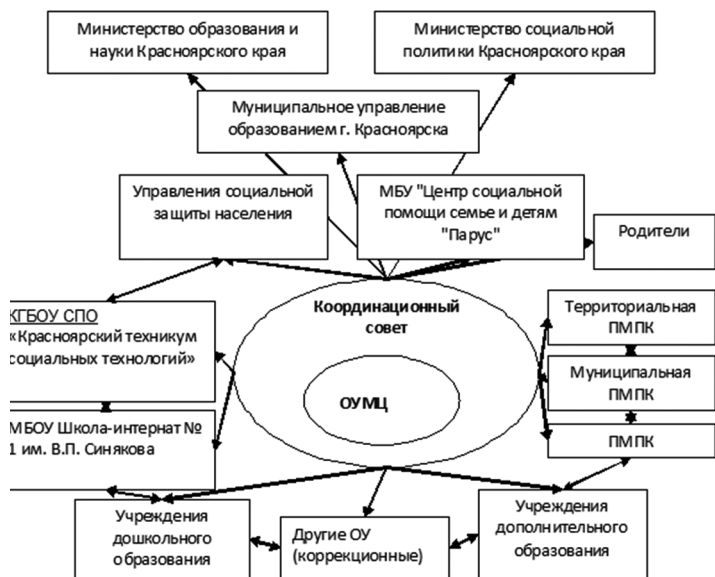 Министерство образования и
науки Красноярского края
Министерство социальной
политики Красноярского края
Муниципальное управление
образованием г. Красноярска
Управления социальной
защиты населения
МБУ "Центр социальной
помощи семье и детям
"Парус"
Родители
Координационный
совет
ОУМЦ
КГБОУ СПО
«Красноярский техникум
социальных технологий»
Территориальная
ПМПК
Муниципальная
ПМПК
ПМПК
МБОУ Школа-интернат №
1 им. В.П. Синякова
Учреждения
дошкольного
образования
Другие ОУ
(коррекционные)
Учреждения
дополнительного
образования